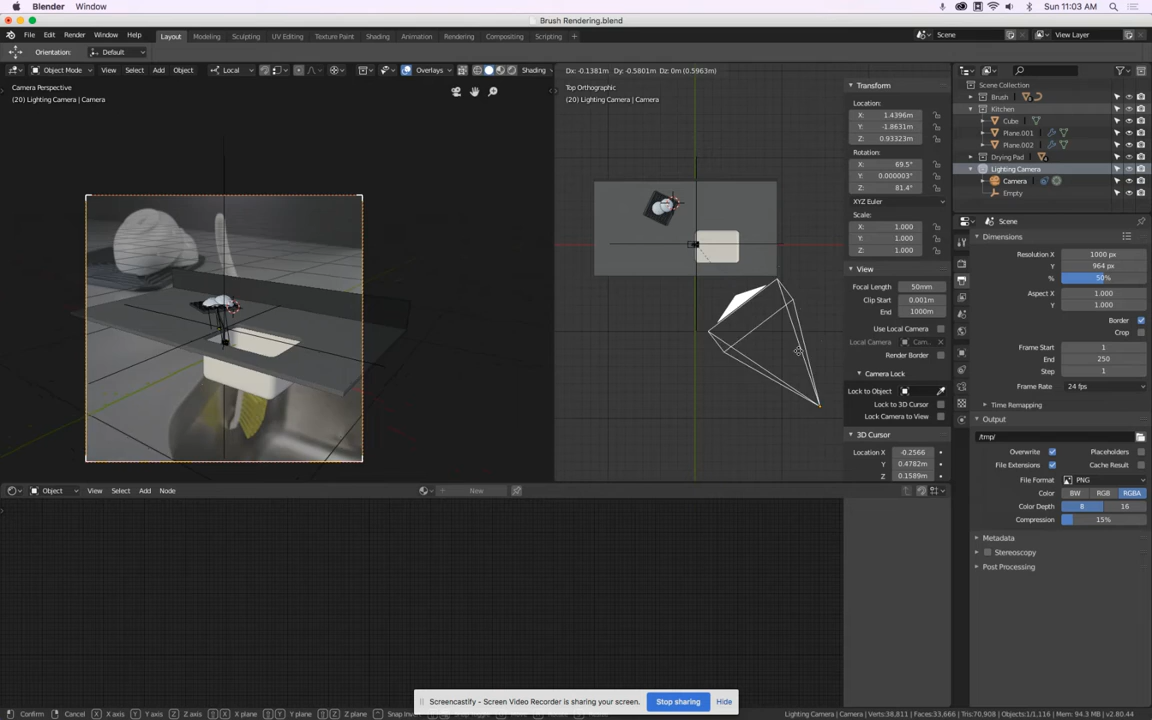 Blender Window Sun 11:03 AM
Brush Rendering.blend
File Edit Render Window Help Layout Modeling Sculpting UV Editing Texture Paint Shading Animation Rendering Compositing Scripting Scene View Layer
Orientation: Default
Object Mode View Select Add Object Local Overlays Shading
Dx: -0.1381m Dy: -0.5801m Dz: 0m (0.5963m)
Camera Perspective
(20) Lighting Camera | Camera
Top Orthographic
(20) Lighting Camera | Camera
Transform
Location:
X: 1.4396m
Y: -1.8631m
Z: 0.93323m
Rotation:
X: 69.5°
Y: 0.000003°
Z: 81.4°
XYZ Euler
Scale:
X: 1.000
Y: 1.000
Z: 1.000
View
Focal Length 50mm
Clip Start 0.001m
End 1000m
Use Local Camera
Local Camera Cam...
Render Border
Camera Lock
Lock to Object
Lock to 3D Cursor
Lock Camera to View
3D Cursor
Location X -0.2566
Y 0.4782m
Z 0.1589m
Scene Collection
Brush
Kitchen
Cube
Plane.001
Plane.002
Drying Pad
Lighting Camera
Camera
Empty
Scene
Dimensions
Resolution X 1000 px
Y 964 px
% 50%
Aspect X 1.000
Y 1.000
Border
Crop
Frame Start 1
End 250
Step 1
Frame Rate 24 fps
Time Remapping
Output
/tmp/
Overwrite Placeholders
File Extensions Cache Result
File Format PNG
Color BW RGB RGBA
Color Depth 8 16
Compression 15%
Metadata
Stereoscopy
Post Processing
Object View Select Add Node New
Screencastify - Screen Video Recorder is sharing your screen. Stop sharing Hide
Confirm Cancel X axis Y axis Z axis X plane Y plane Z plane Lighting Camera | Camera | Verts:38,811 | Faces:33,666 | Tris:70,908 | Objects:1/1,116 | Mem: 94.3 MB | v2.80.44